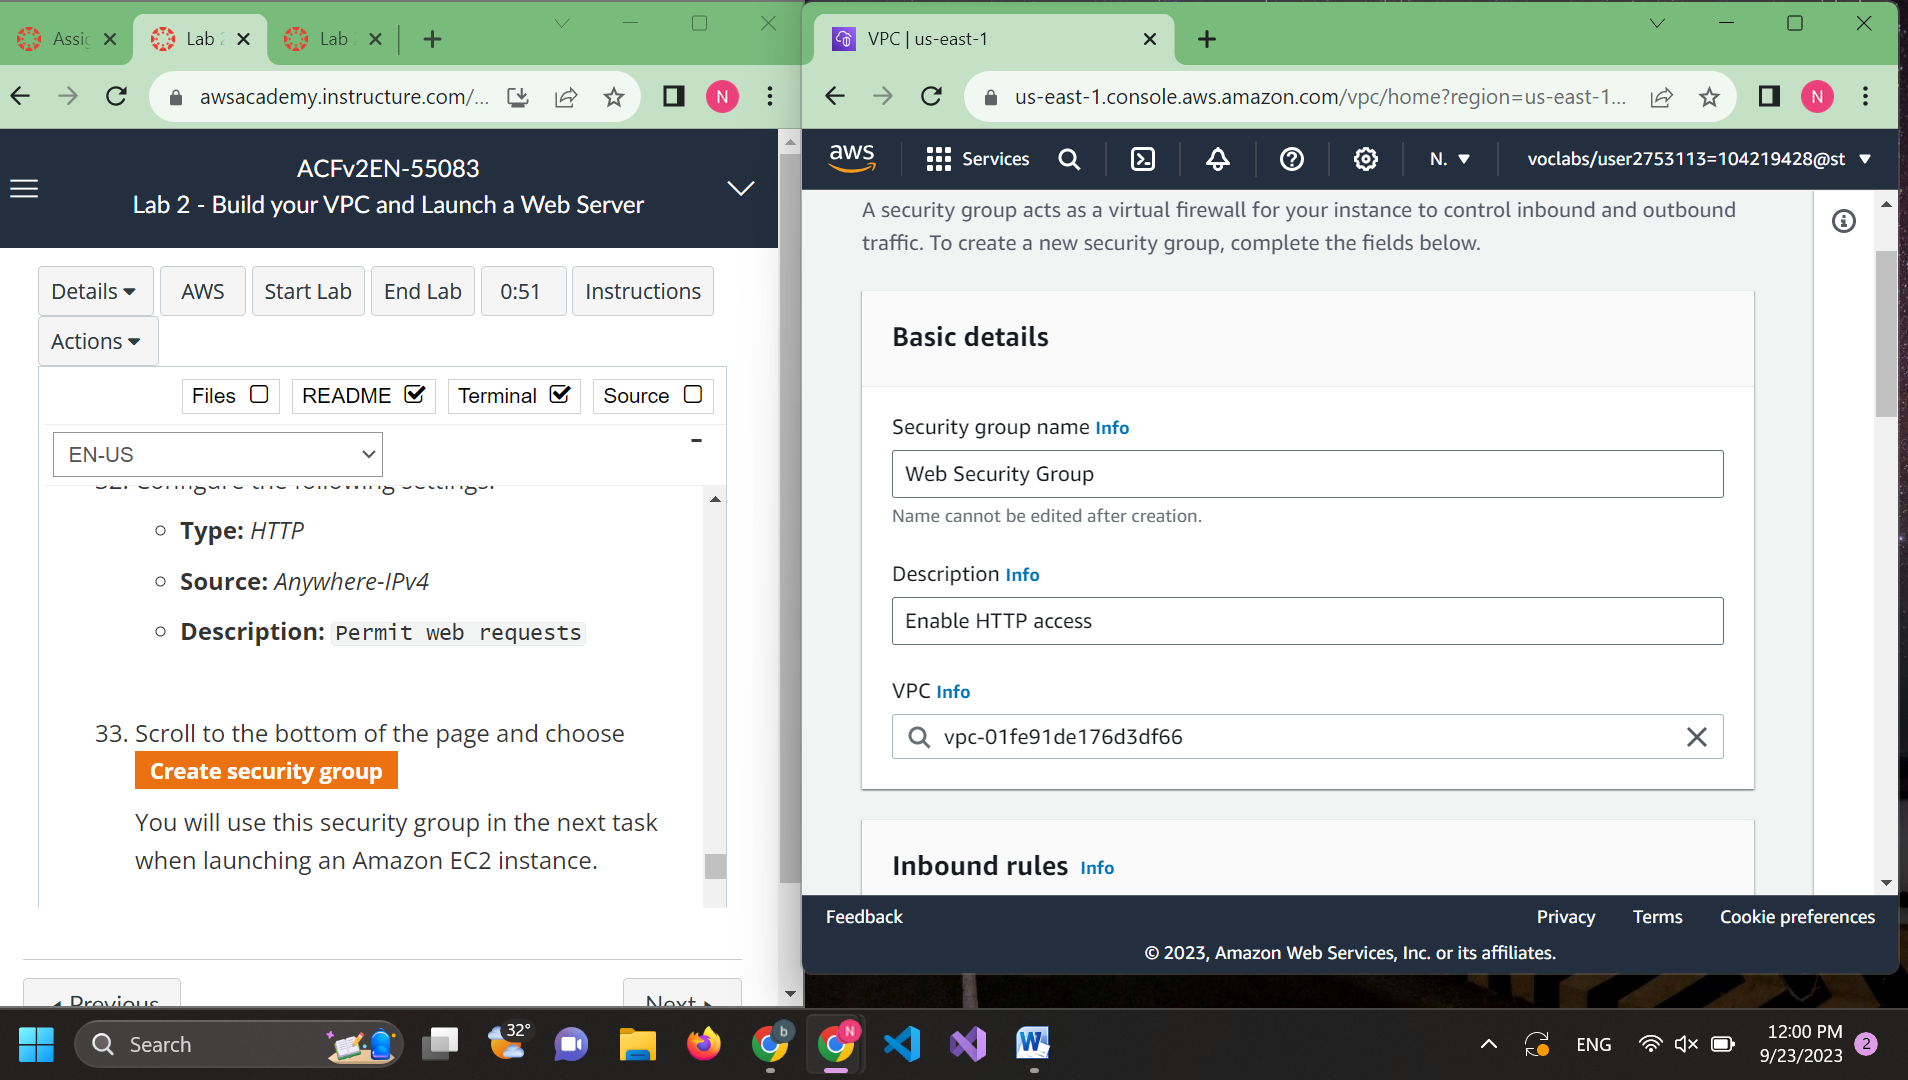 Assig
Lab 2
Lab
awsacademy.instructure.com/...
N
ACFv2EN-55083
Lab 2 - Build your VPC and Launch a Web Server
Details
AWS
Start Lab
End Lab
0:51
Instructions
Actions
Files
README
Terminal
Source
EN-US
32. Configure the following settings:
Type: HTTP
Source: Anywhere-IPv4
Description: Permit web requests
33. Scroll to the bottom of the page and choose
Create security group
You will use this security group in the next task
when launching an Amazon EC2 instance.
Previous
Next
VPC | us-east-1
us-east-1.console.aws.amazon.com/vpc/home?region=us-east-1...
N
aws
Services
N.
voclabs/user2753113=104219428@st
A security group acts as a virtual firewall for your instance to control inbound and outbound
traffic. To create a new security group, complete the fields below.
Basic details
Security group name Info
Web Security Group
Name cannot be edited after creation.
Description Info
Enable HTTP access
VPC Info
vpc-01fe91de176d3df66
Inbound rules Info
Feedback
Privacy
Terms
Cookie preferences
© 2023, Amazon Web Services, Inc. or its affiliates.
Search
32°
b
N
ENG
12:00 PM
9/23/2023
2